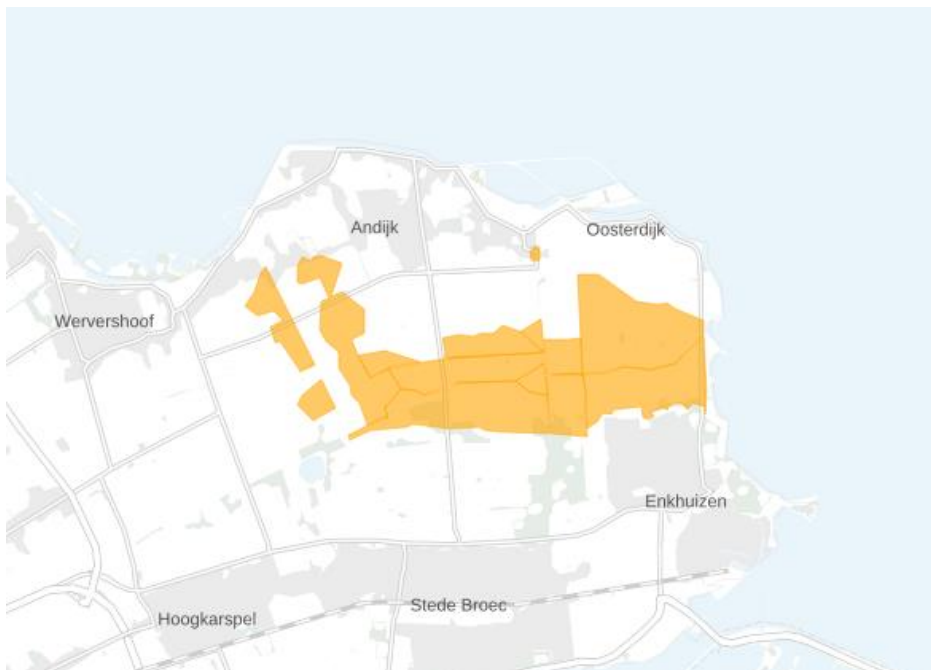 Andijk
Oosterdijk
Wervershoof
Enkhuizen
Stede Broec
Hoogkarspel